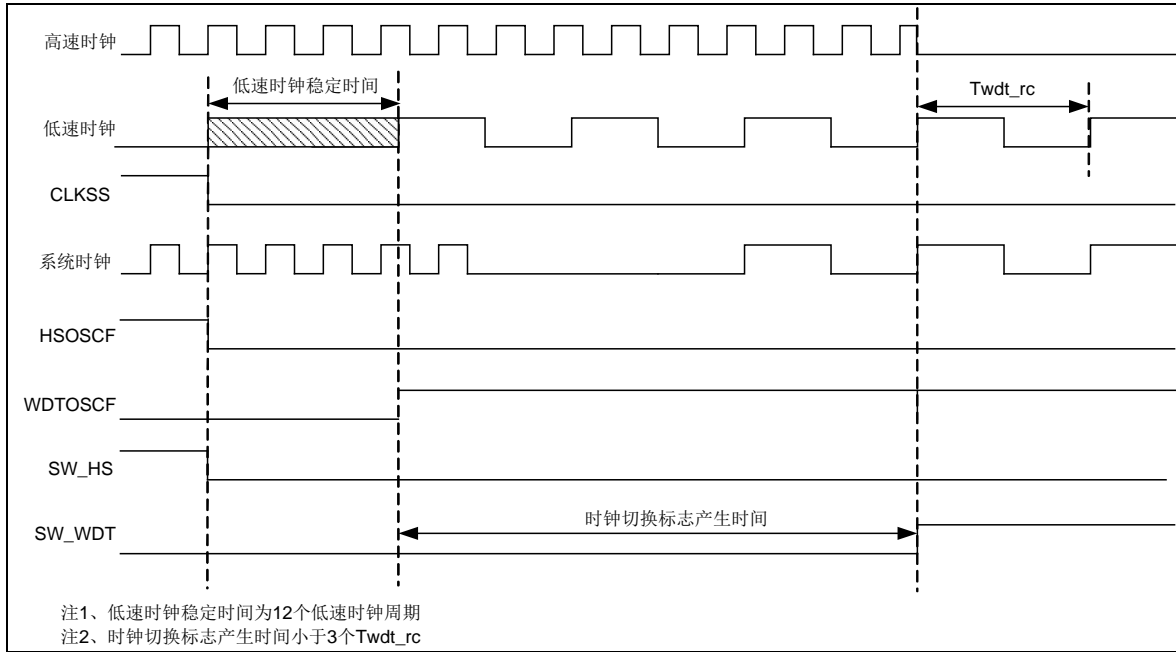 高速时钟
低速时钟稳定时间
Twdt_rc
低速时钟
CLKSS
系统时钟
HSOSCF
WDTOSCF
SW_HS
时钟切换标志产生时间
SW_WDT
注1、低速时钟稳定时间为12个低速时钟周期
注2、时钟切换标志产生时间小于3个Twdt_rc